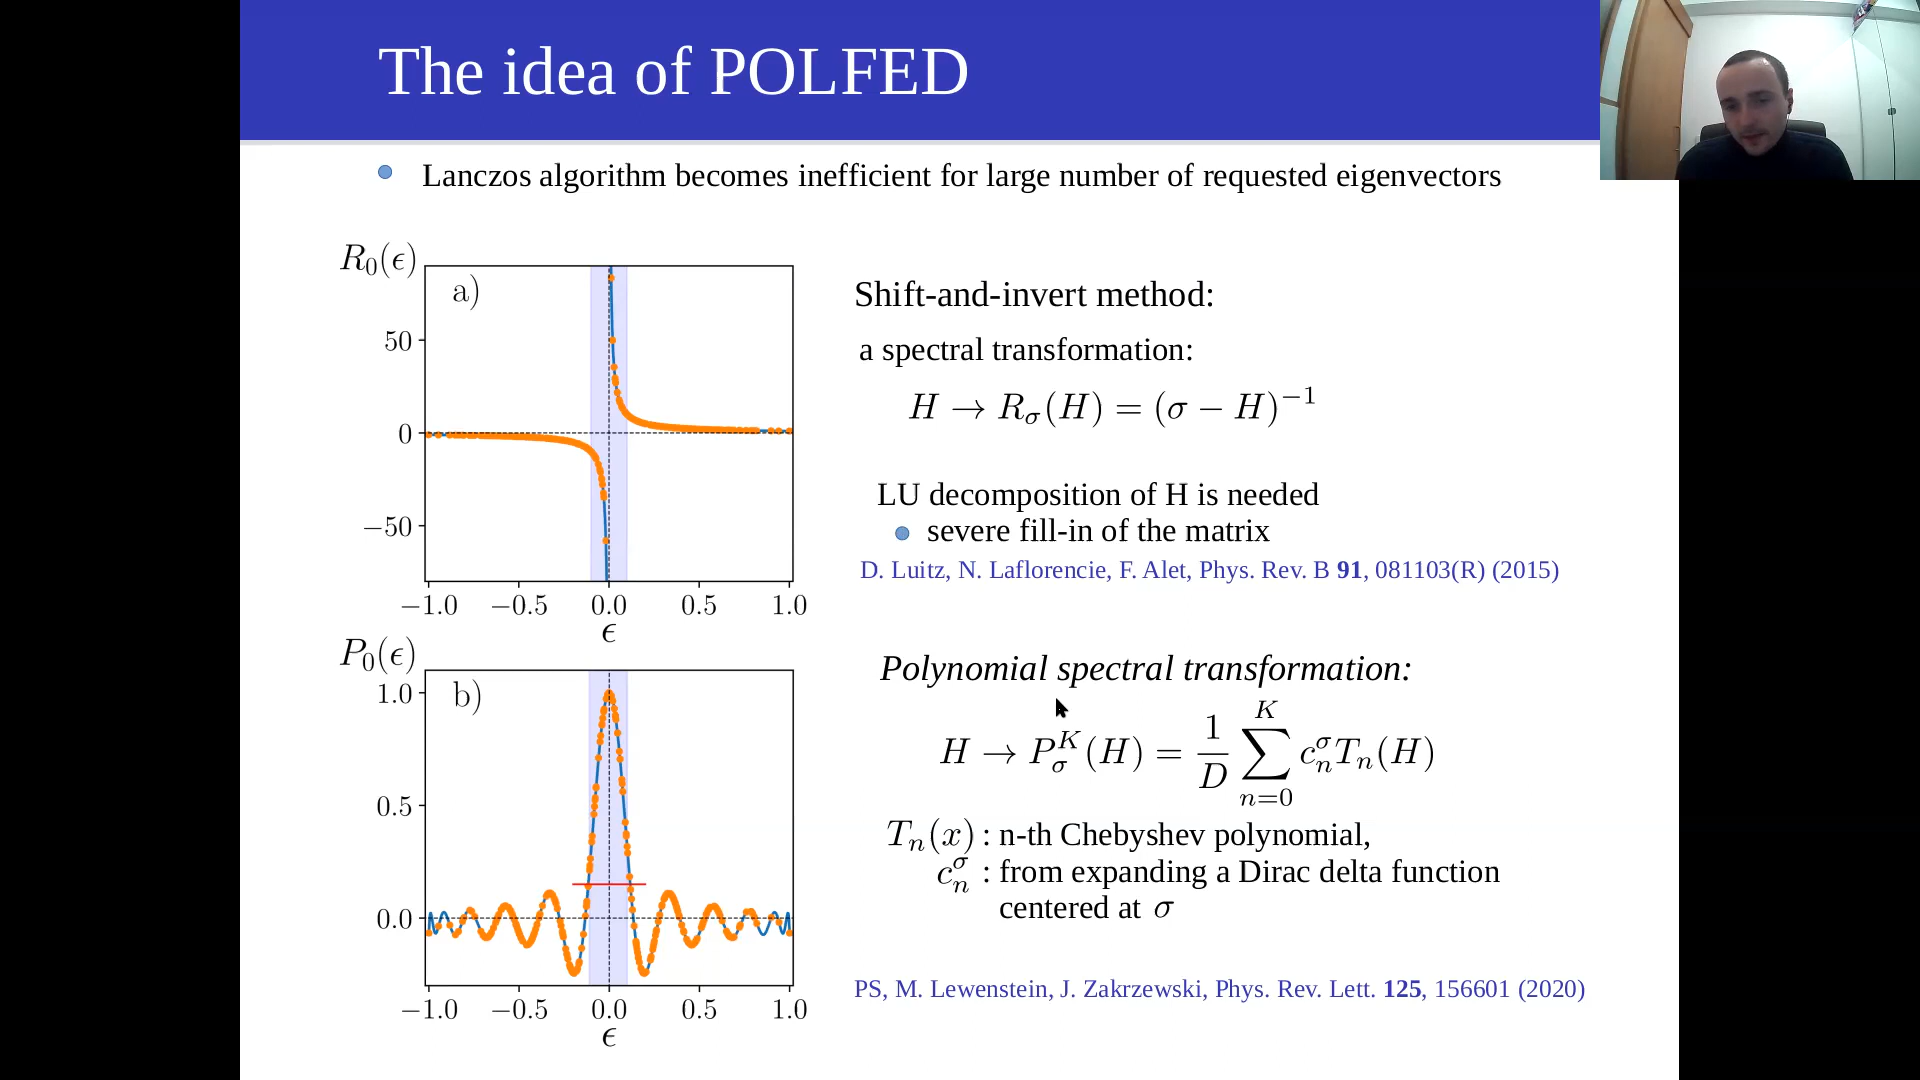 The idea of POLFED
Lanczos algorithm becomes inefficient for large number of requested eigenvectors
R₀(ϵ)
a)
50
0
−50
−1.0 −0.5 0.0 0.5 1.0
ϵ
Shift-and-invert method:
a spectral transformation:
H → R_σ(H) = (σ − H)^{−1}
LU decomposition of H is needed
severe fill-in of the matrix
D. Luitz, N. Laflorencie, F. Alet, Phys. Rev. B 91, 081103(R) (2015)
P₀(ϵ)
b)
1.0
0.5
0.0
−1.0 −0.5 0.0 0.5 1.0
ϵ
Polynomial spectral transformation:
H → P_σ^K(H) = \frac{1}{D} \sum_{n=0}^{K} c_n^σ T_n(H)
T_n(x) : n-th Chebyshev polynomial,
c_n^σ : from expanding a Dirac delta function
centered at σ
PS, M. Lewenstein, J. Zakrzewski, Phys. Rev. Lett. 125, 156601 (2020)